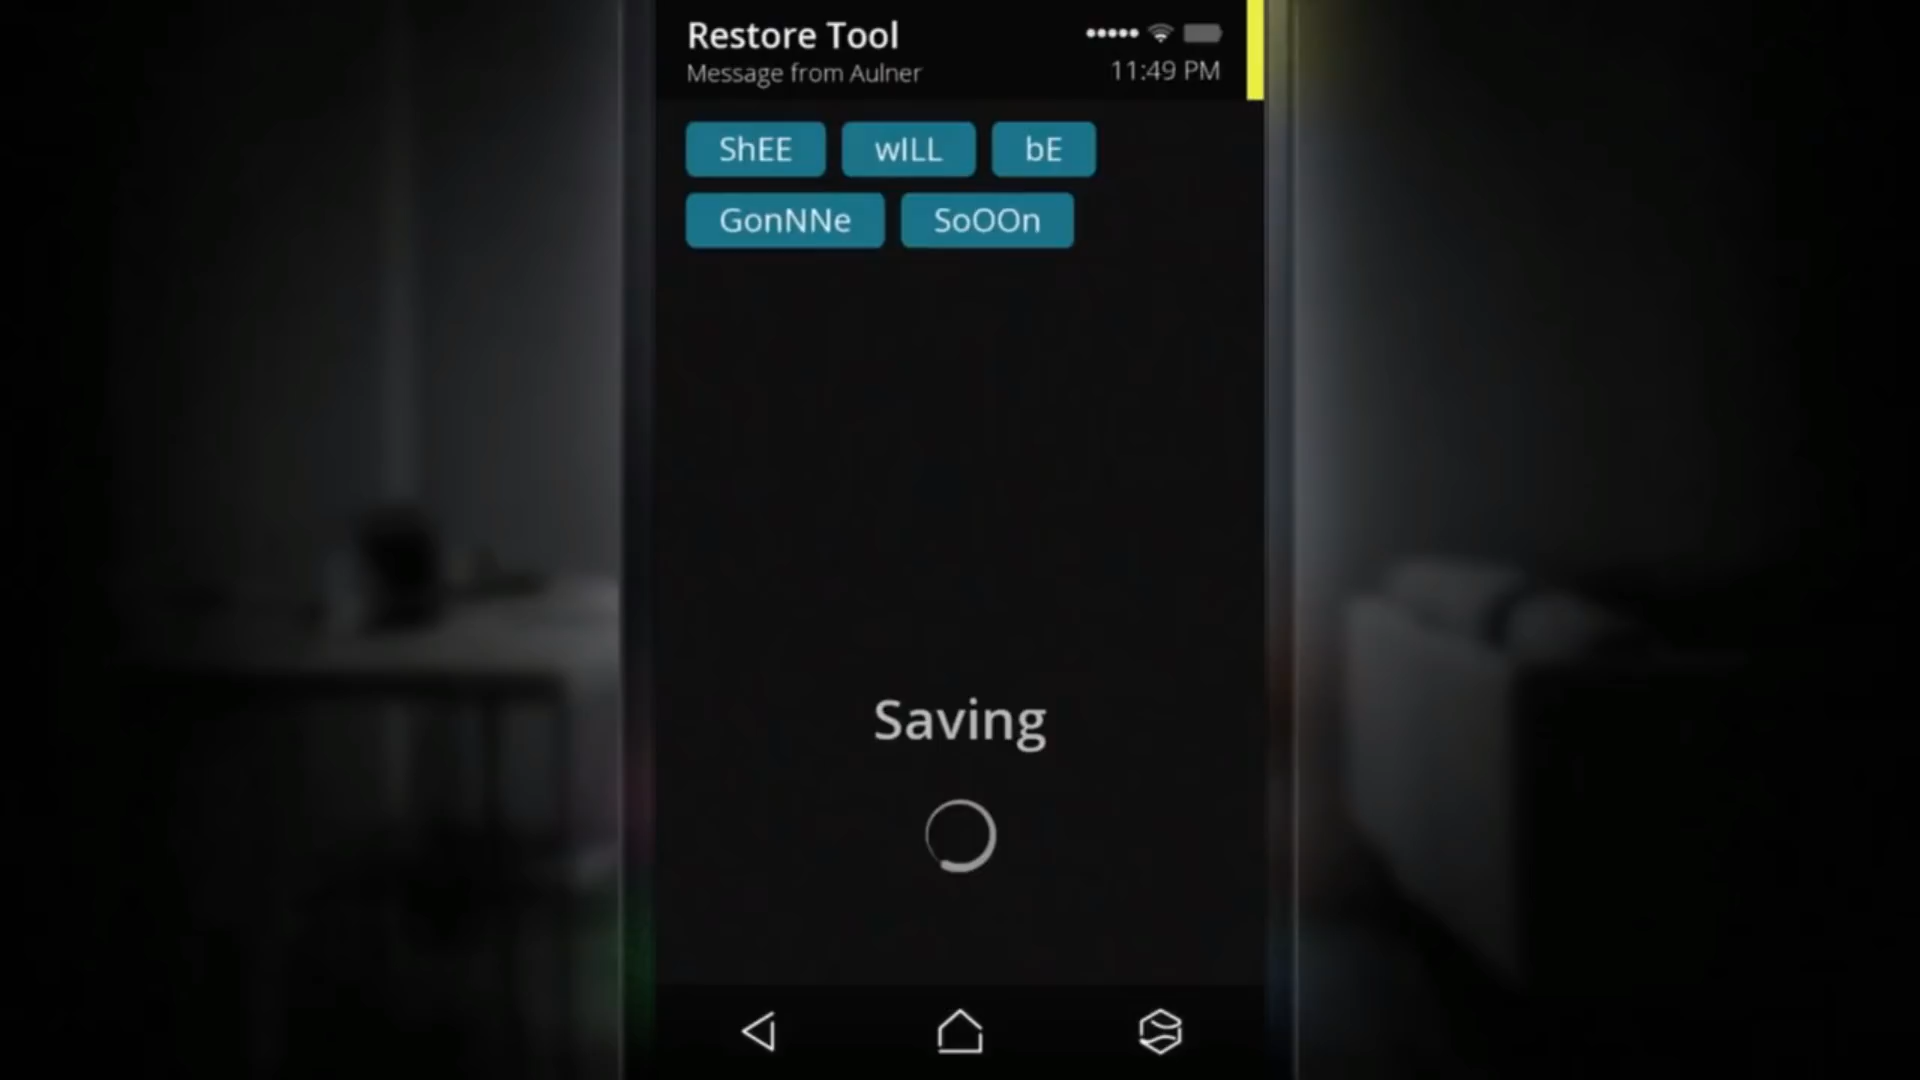 Restore Tool
Message from Aulner
11:49 PM
ShEE wILL bE
GonNNe SoOOn
Saving